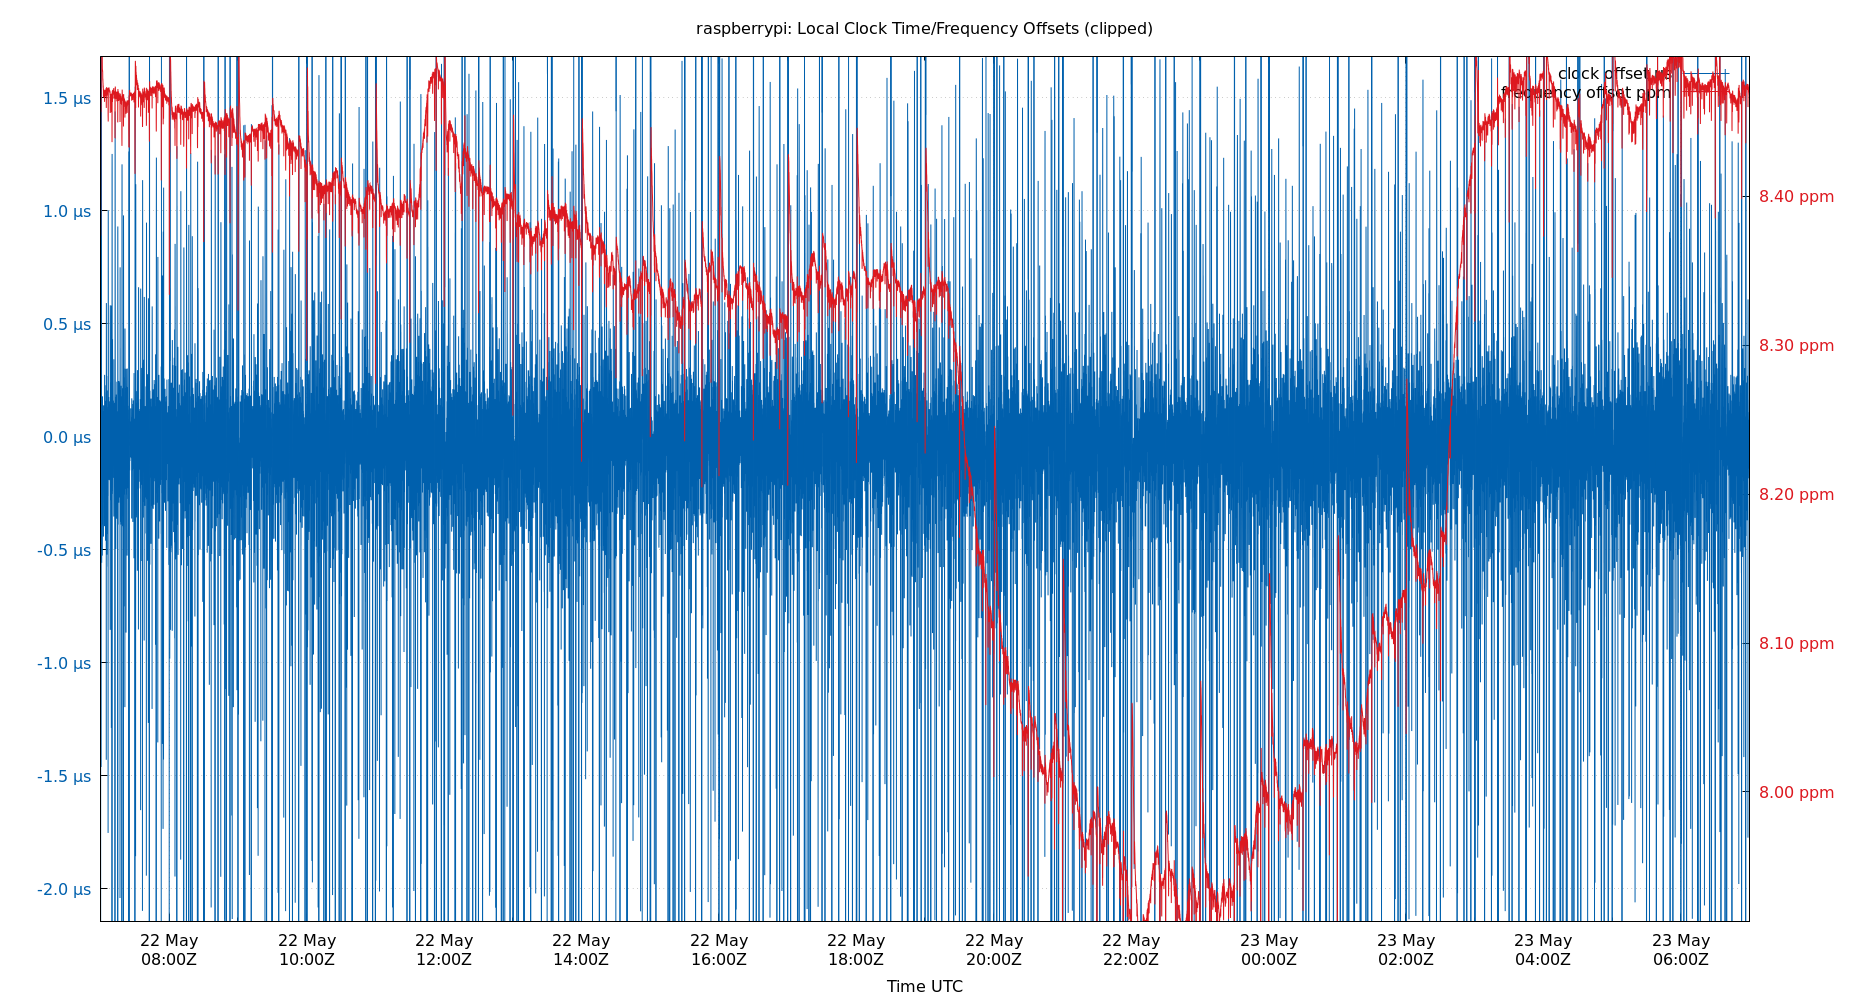 raspberrypi: Local Clock Time/Frequency Offsets (clipped)
clock offset
frequency offset ppm
1.5 µs
1.0 µs
0.5 µs
0.0 µs
-0.5 µs
-1.0 µs
-1.5 µs
-2.0 µs
8.40 ppm
8.30 ppm
8.20 ppm
8.10 ppm
8.00 ppm
22 May 22 May 22 May 22 May 22 May 22 May 22 May 22 May 23 May 23 May 23 May 23 May
08:00Z 10:00Z 12:00Z 14:00Z 16:00Z 18:00Z 20:00Z 22:00Z 00:00Z 02:00Z 04:00Z 06:00Z
Time UTC